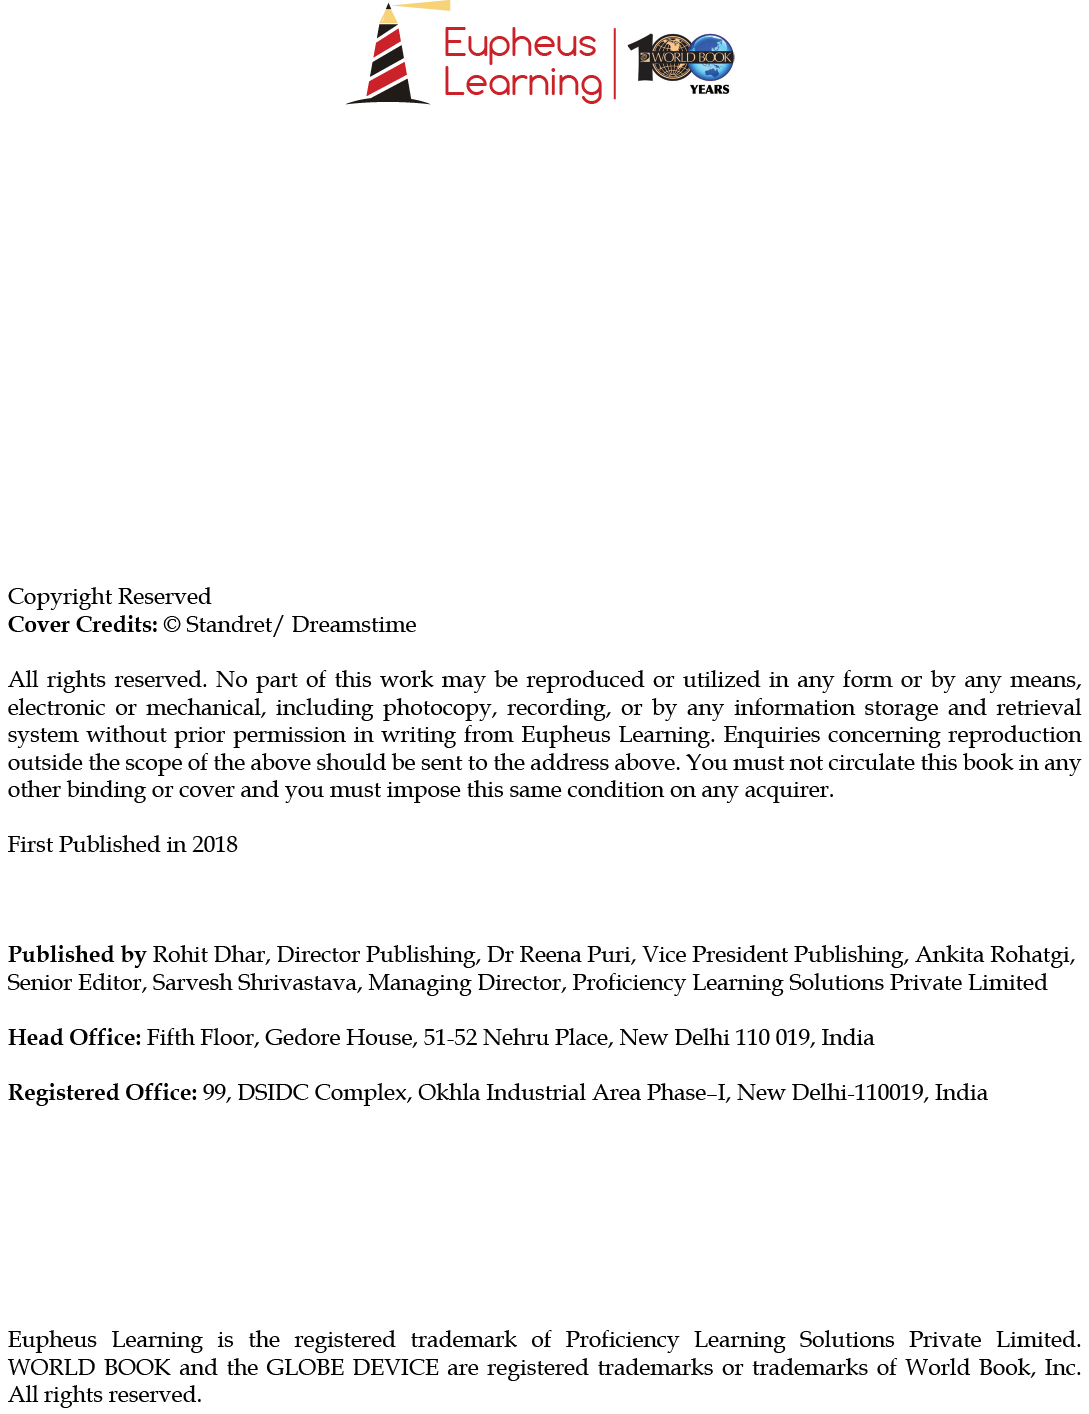 Eupheus
Learning
100
WORLD BOOK
YEARS
Copyright Reserved
Cover Credits: © Standret/ Dreamstime
All rights reserved. No part of this work may be reproduced or utilized in any form or by any means,
electronic or mechanical, including photocopy, recording, or by any information storage and retrieval
system without prior permission in writing from Eupheus Learning. Enquiries concerning reproduction
outside the scope of the above should be sent to the address above. You must not circulate this book in any
other binding or cover and you must impose this same condition on any acquirer.
First Published in 2018
Published by Rohit Dhar, Director Publishing, Dr Reena Puri, Vice President Publishing, Ankita Rohatgi,
Senior Editor, Sarvesh Shrivastava, Managing Director, Proficiency Learning Solutions Private Limited
Head Office: Fifth Floor, Gedore House, 51-52 Nehru Place, New Delhi 110 019, India
Registered Office: 99, DSIDC Complex, Okhla Industrial Area Phase–I, New Delhi-110019, India
Eupheus Learning is the registered trademark of Proficiency Learning Solutions Private Limited.
WORLD BOOK and the GLOBE DEVICE are registered trademarks or trademarks of World Book, Inc.
All rights reserved.